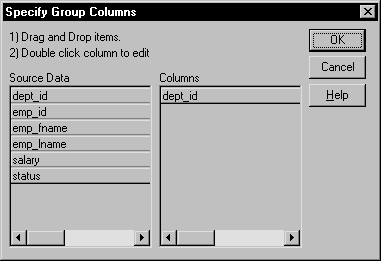 Specify Group Columns
1) Drag and Drop items.
2) Double click column to edit
OK
Cancel
Help
Source Data
dept_id
emp_id
emp_fname
emp_lname
salary
status
Columns
dept_id